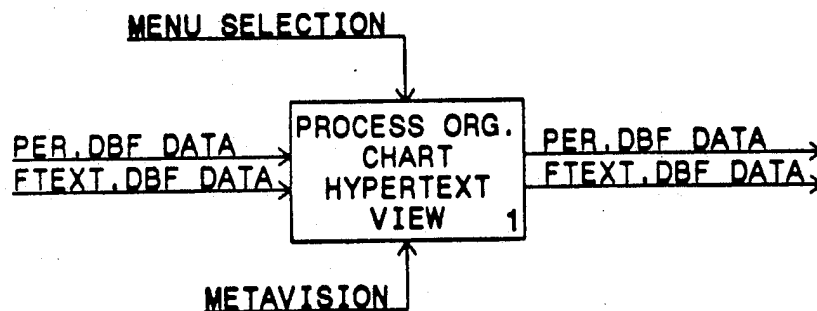 MENU SELECTION
PROCESS ORG.
CHART
HYPERTEXT
VIEW 1
PER.DBF DATA
FTEXT.DBF DATA
PER.DBF DATA
FTEXT.DBF DATA
METAVISION